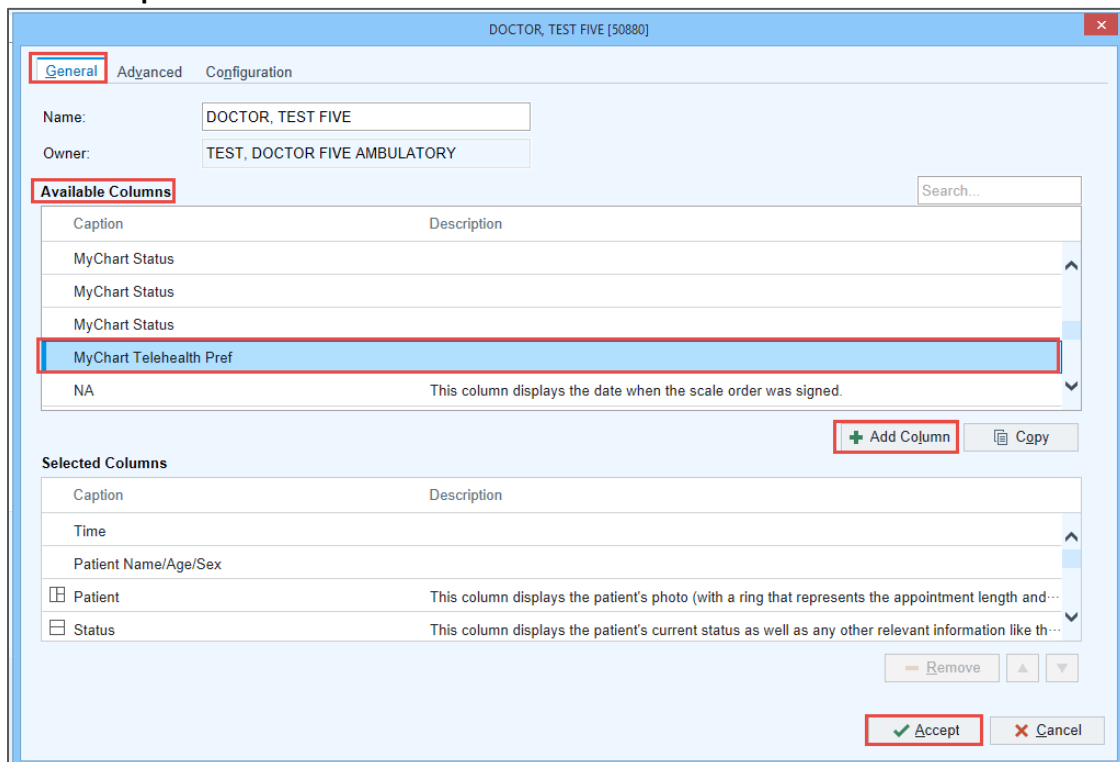 DOCTOR, TEST FIVE [50880]
General Advanced Configuration
Name: DOCTOR, TEST FIVE
Owner: TEST, DOCTOR FIVE AMBULATORY
Available Columns Search...
Caption Description
MyChart Status
MyChart Status
MyChart Status
MyChart Telehealth Pref
NA This column displays the date when the scale order was signed.
Add Column Copy
Selected Columns
Caption Description
Time
Patient Name/Age/Sex
Patient This column displays the patient's photo (with a ring that represents the appointment length and···
Status This column displays the patient's current status as well as any other relevant information like th···
Remove
Accept Cancel